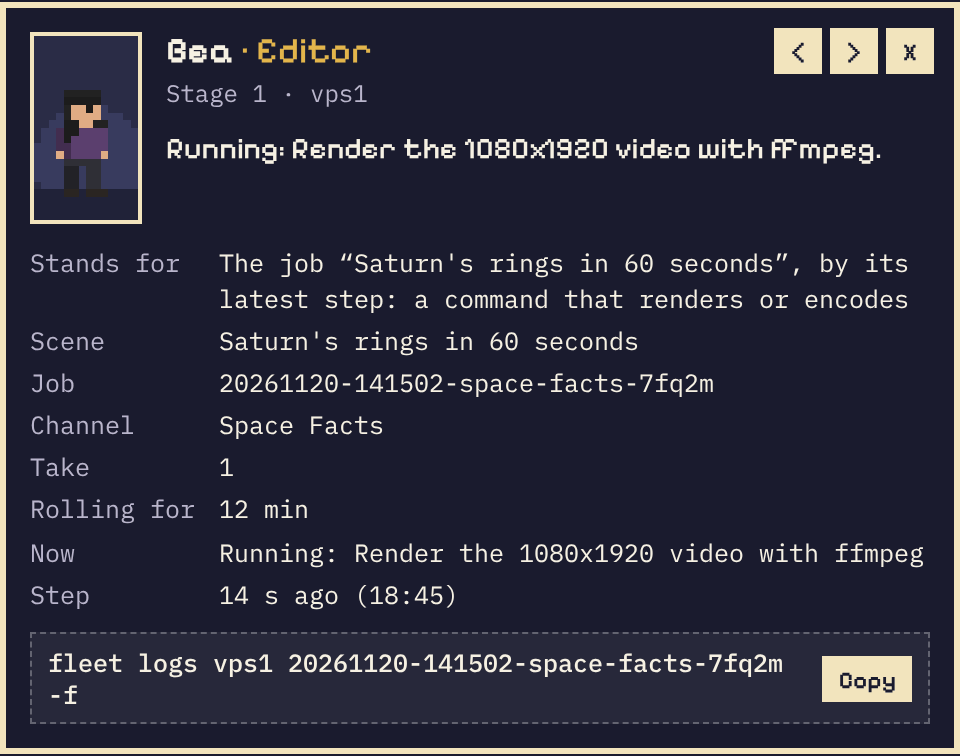 Bea · Editor
< > x
Stage 1 · vps1
Running: Render the 1080x1920 video with ffmpeg.
Stands for The job “Saturn's rings in 60 seconds”, by its
latest step: a command that renders or encodes
Scene Saturn's rings in 60 seconds
Job 20261120-141502-space-facts-7fq2m
Channel Space Facts
Take 1
Rolling for 12 min
Now Running: Render the 1080x1920 video with ffmpeg
Step 14 s ago (18:45)
fleet logs vps1 20261120-141502-space-facts-7fq2m
-f
Copy